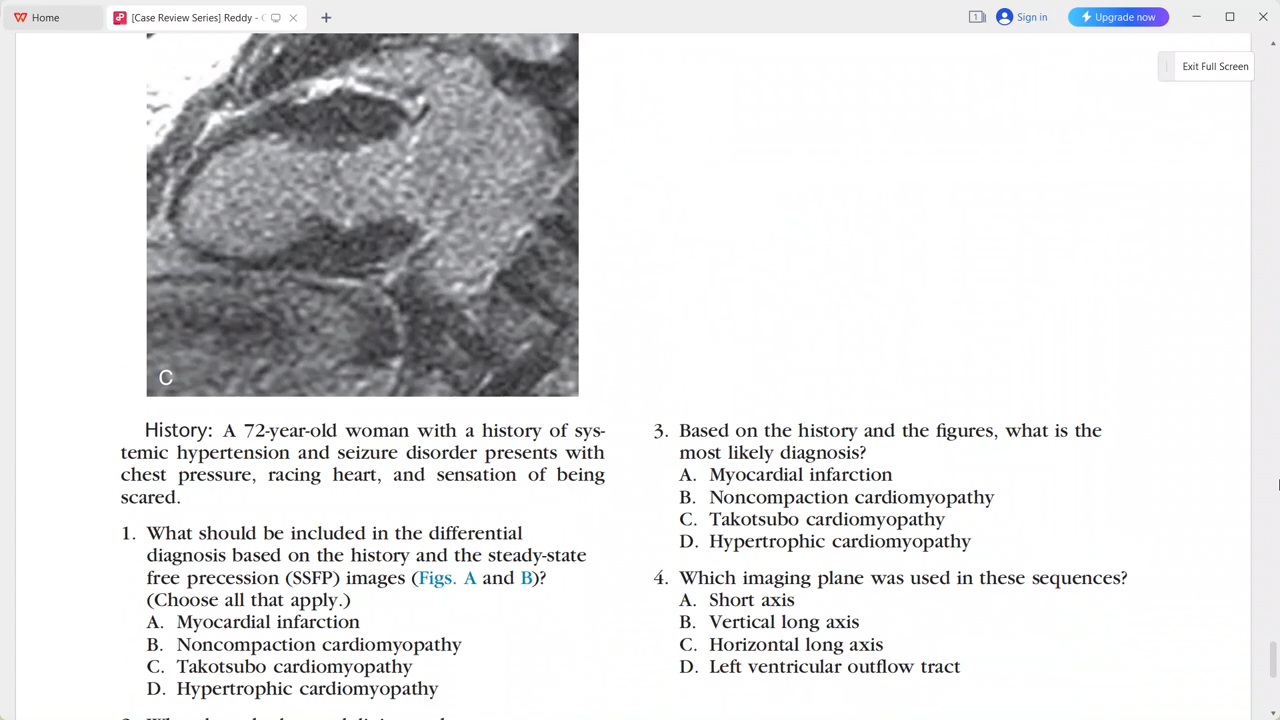 Home
[Case Review Series] Reddy - C
1
Sign in
Upgrade now
Exit Full Screen
C
History: A 72-year-old woman with a history of sys-
temic hypertension and seizure disorder presents with
chest pressure, racing heart, and sensation of being
scared.
1. What should be included in the differential
diagnosis based on the history and the steady-state
free precession (SSFP) images (Figs. A and B)?
(Choose all that apply.)
A. Myocardial infarction
B. Noncompaction cardiomyopathy
C. Takotsubo cardiomyopathy
D. Hypertrophic cardiomyopathy
3. Based on the history and the figures, what is the
most likely diagnosis?
A. Myocardial infarction
B. Noncompaction cardiomyopathy
C. Takotsubo cardiomyopathy
D. Hypertrophic cardiomyopathy
4. Which imaging plane was used in these sequences?
A. Short axis
B. Vertical long axis
C. Horizontal long axis
D. Left ventricular outflow tract